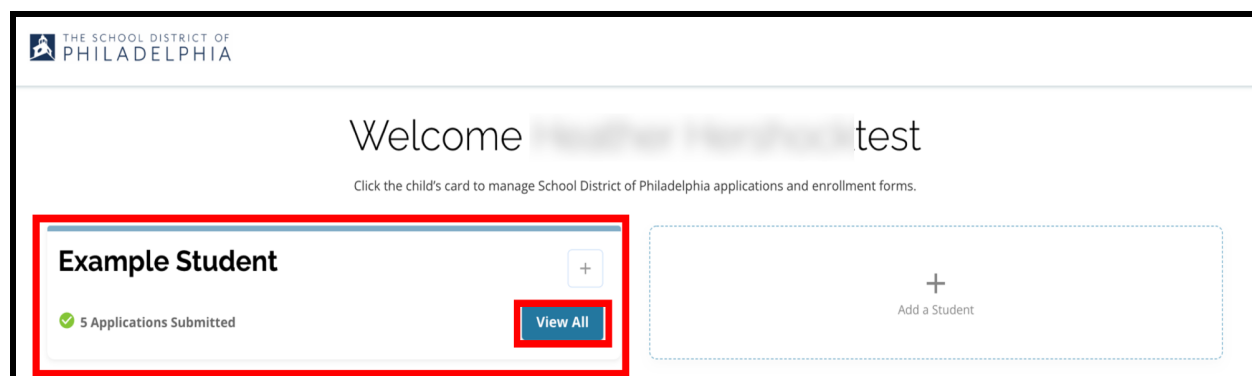 THE SCHOOL DISTRICT OF
PHILADELPHIA
Welcome test
Click the child's card to manage School District of Philadelphia applications and enrollment forms.
Example Student
+
5 Applications Submitted
View All
+
Add a Student